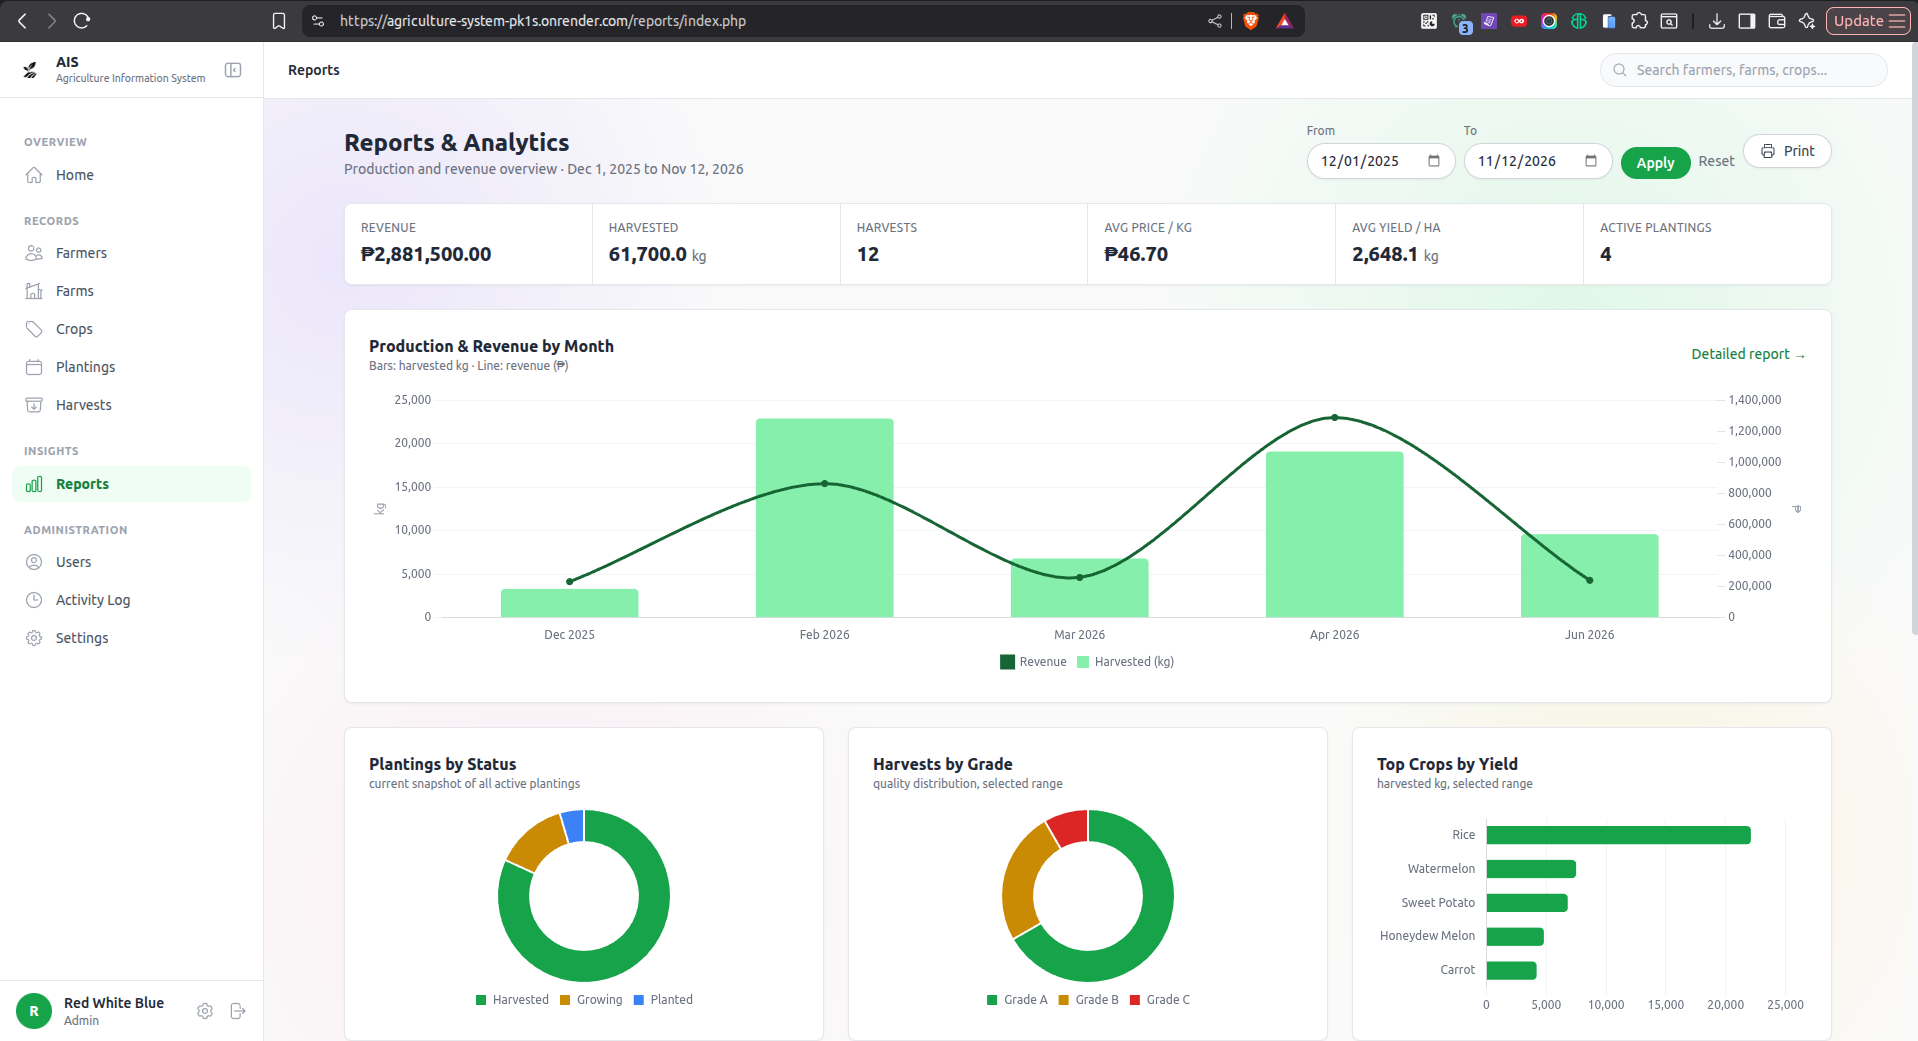 https://agriculture-system-pk1s.onrender.com/reports/index.php
3
Update
AIS
Agriculture Information System
Reports
Search farmers, farms, crops...
OVERVIEW
Home
RECORDS
Farmers
Farms
Crops
Plantings
Harvests
INSIGHTS
Reports
ADMINISTRATION
Users
Activity Log
Settings
R
Red White Blue
Admin
Reports & Analytics
Production and revenue overview · Dec 1, 2025 to Nov 12, 2026
From
12/01/2025
To
11/12/2026
Apply
Reset
Print
REVENUE
₱2,881,500.00
HARVESTED
61,700.0 kg
HARVESTS
12
AVG PRICE / KG
₱46.70
AVG YIELD / HA
2,648.1 kg
ACTIVE PLANTINGS
4
Production & Revenue by Month
Bars: harvested kg · Line: revenue (₱)
Detailed report →
25,000
20,000
15,000
10,000
5,000
0
kg
1,400,000
1,200,000
1,000,000
800,000
600,000
400,000
200,000
0
₱
Dec 2025
Feb 2026
Mar 2026
Apr 2026
Jun 2026
Revenue
Harvested (kg)
Plantings by Status
current snapshot of all active plantings
Harvested
Growing
Planted
Harvests by Grade
quality distribution, selected range
Grade A
Grade B
Grade C
Top Crops by Yield
harvested kg, selected range
Rice
Watermelon
Sweet Potato
Honeydew Melon
Carrot
0
5,000
10,000
15,000
20,000
25,000